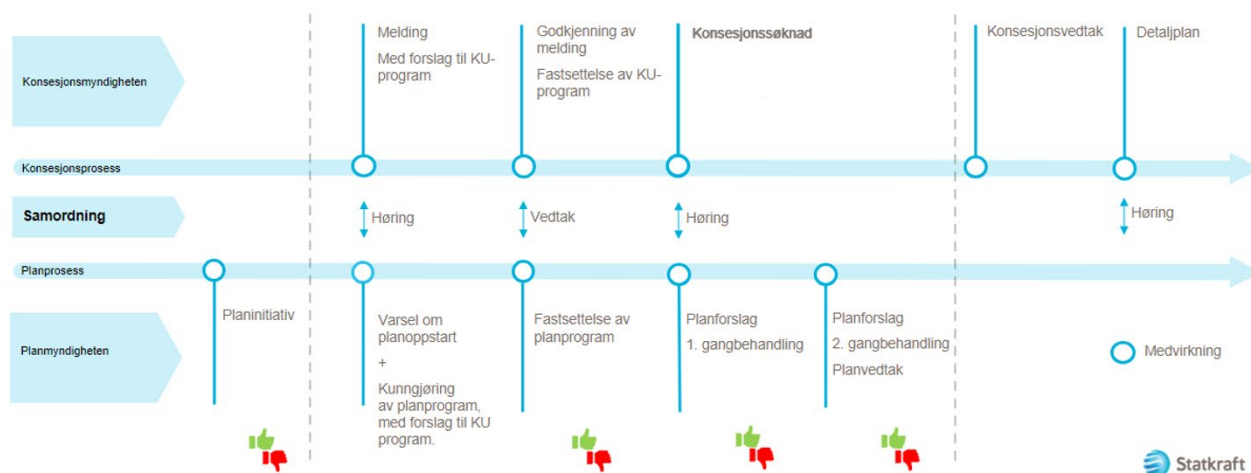 Konsesjonsmyndigheten
Melding
Med forslag til KU-
program
Godkjenning av
melding
Fastsettelse av KU-
program
Konsesjonssøknad
Konsesjonsvedtak
Detaljplan
Konsesjonsprosess
Samordning
Høring
Vedtak
Høring
Høring
Planprosess
Planmyndigheten
Planinitiativ
Varsel om
planoppstart
+
Kunngjøring
av planprogram,
med forslag til KU
program.
Fastsettelse av
planprogram
Planforslag
1. gangbehandling
Planforslag
2. gangbehandling
Planvedtak
Medvirkning
Statkraft